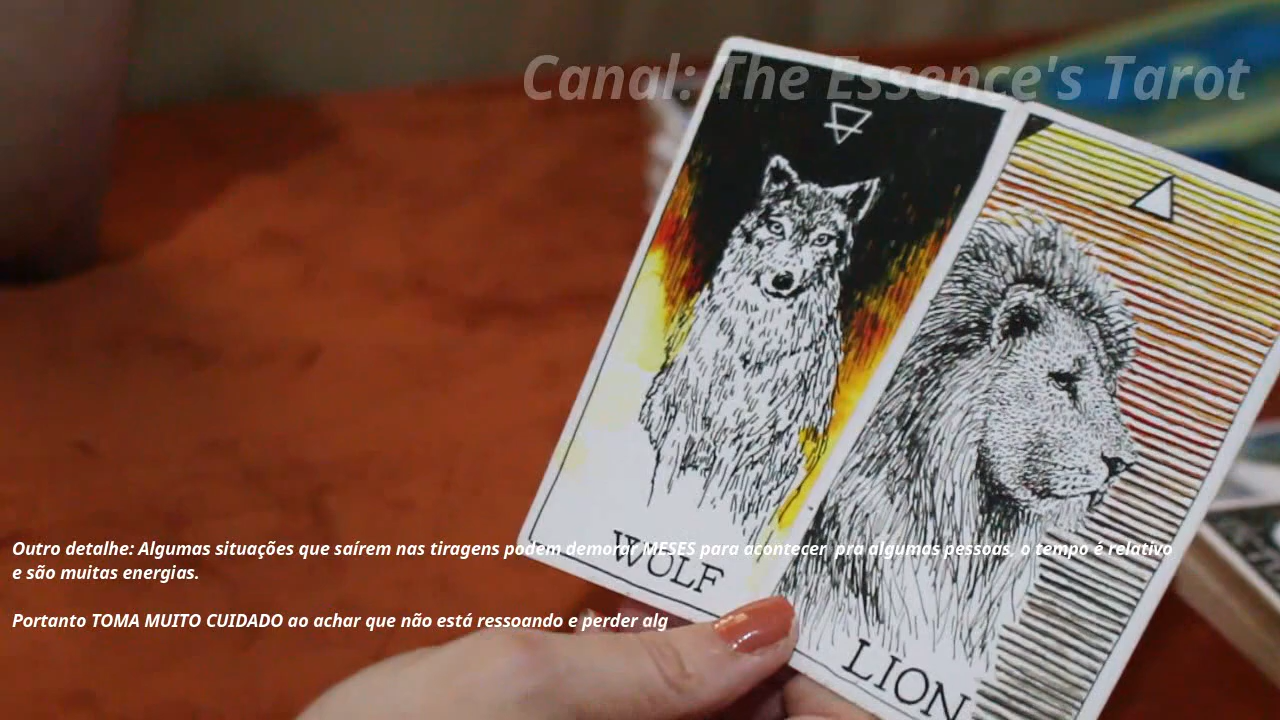 Canal: The Essence's Tarot
WOLF
LION
Outro detalhe: Algumas situações que saírem nas tiragens podem demorar MESES para acontecer pra algumas pessoas, o tempo é relativo
e são muitas energias.
Portanto TOMA MUITO CUIDADO ao achar que não está ressoando e perder alg